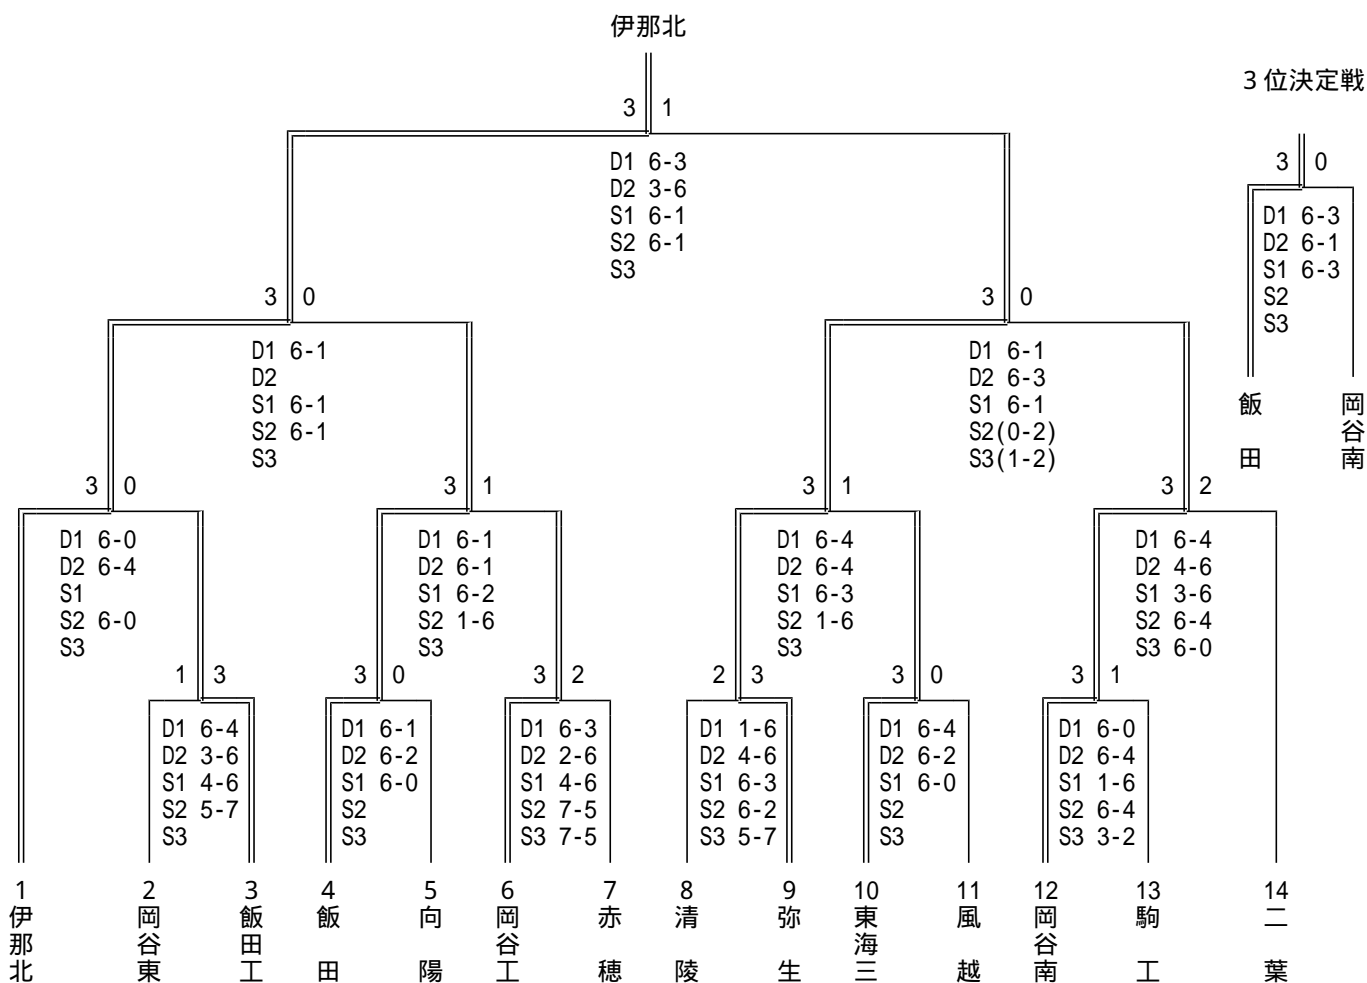 伊那北
3位決定戦
3 1
D1 6-3
D2 3-6
S1 6-1
S2 6-1
S3
3 0
D1 6-3
D2 6-1
S1 6-3
S2
S3
飯田
岡谷南
3 0
D1 6-1
D2
S1 6-1
S2 6-1
S3
3 0
D1 6-1
D2 6-3
S1 6-1
S2(0-2)
S3(1-2)
3 0
D1 6-0
D2 6-4
S1
S2 6-0
S3
3 1
D1 6-1
D2 6-1
S1 6-2
S2 1-6
S3
3 1
D1 6-4
D2 6-4
S1 6-3
S2 1-6
S3
3 2
D1 6-4
D2 4-6
S1 3-6
S2 6-4
S3 6-0
1 3
D1 6-4
D2 3-6
S1 4-6
S2 5-7
S3
3 0
D1 6-1
D2 6-2
S1 6-0
S2
S3
3 2
D1 6-3
D2 2-6
S1 4-6
S2 7-5
S3 7-5
2 3
D1 1-6
D2 4-6
S1 6-3
S2 6-2
S3 5-7
3 0
D1 6-4
D2 6-2
S1 6-0
S2
S3
3 1
D1 6-0
D2 6-4
S1 1-6
S2 6-4
S3 3-2
1 伊那北
2 岡谷東
3 飯田工
4 飯田
5 向陽
6 岡谷工
7 赤穂
8 清陵
9 弥生
10 東海三
11 風越
12 岡谷南
13 駒工
14 二葉